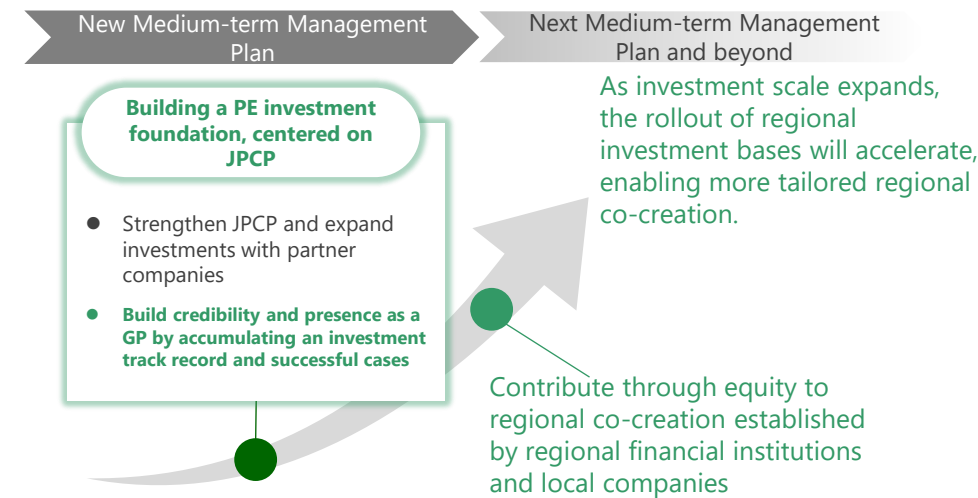 New Medium-term Management
Plan
Next Medium-term Management
Plan and beyond
Building a PE investment
foundation, centered on
JPCP
● Strengthen JPCP and expand
investments with partner
companies
● Build credibility and presence as a
GP by accumulating an investment
track record and successful cases
As investment scale expands,
the rollout of regional
investment bases will accelerate,
enabling more tailored regional
co-creation.
Contribute through equity to
regional co-creation established
by regional financial institutions
and local companies